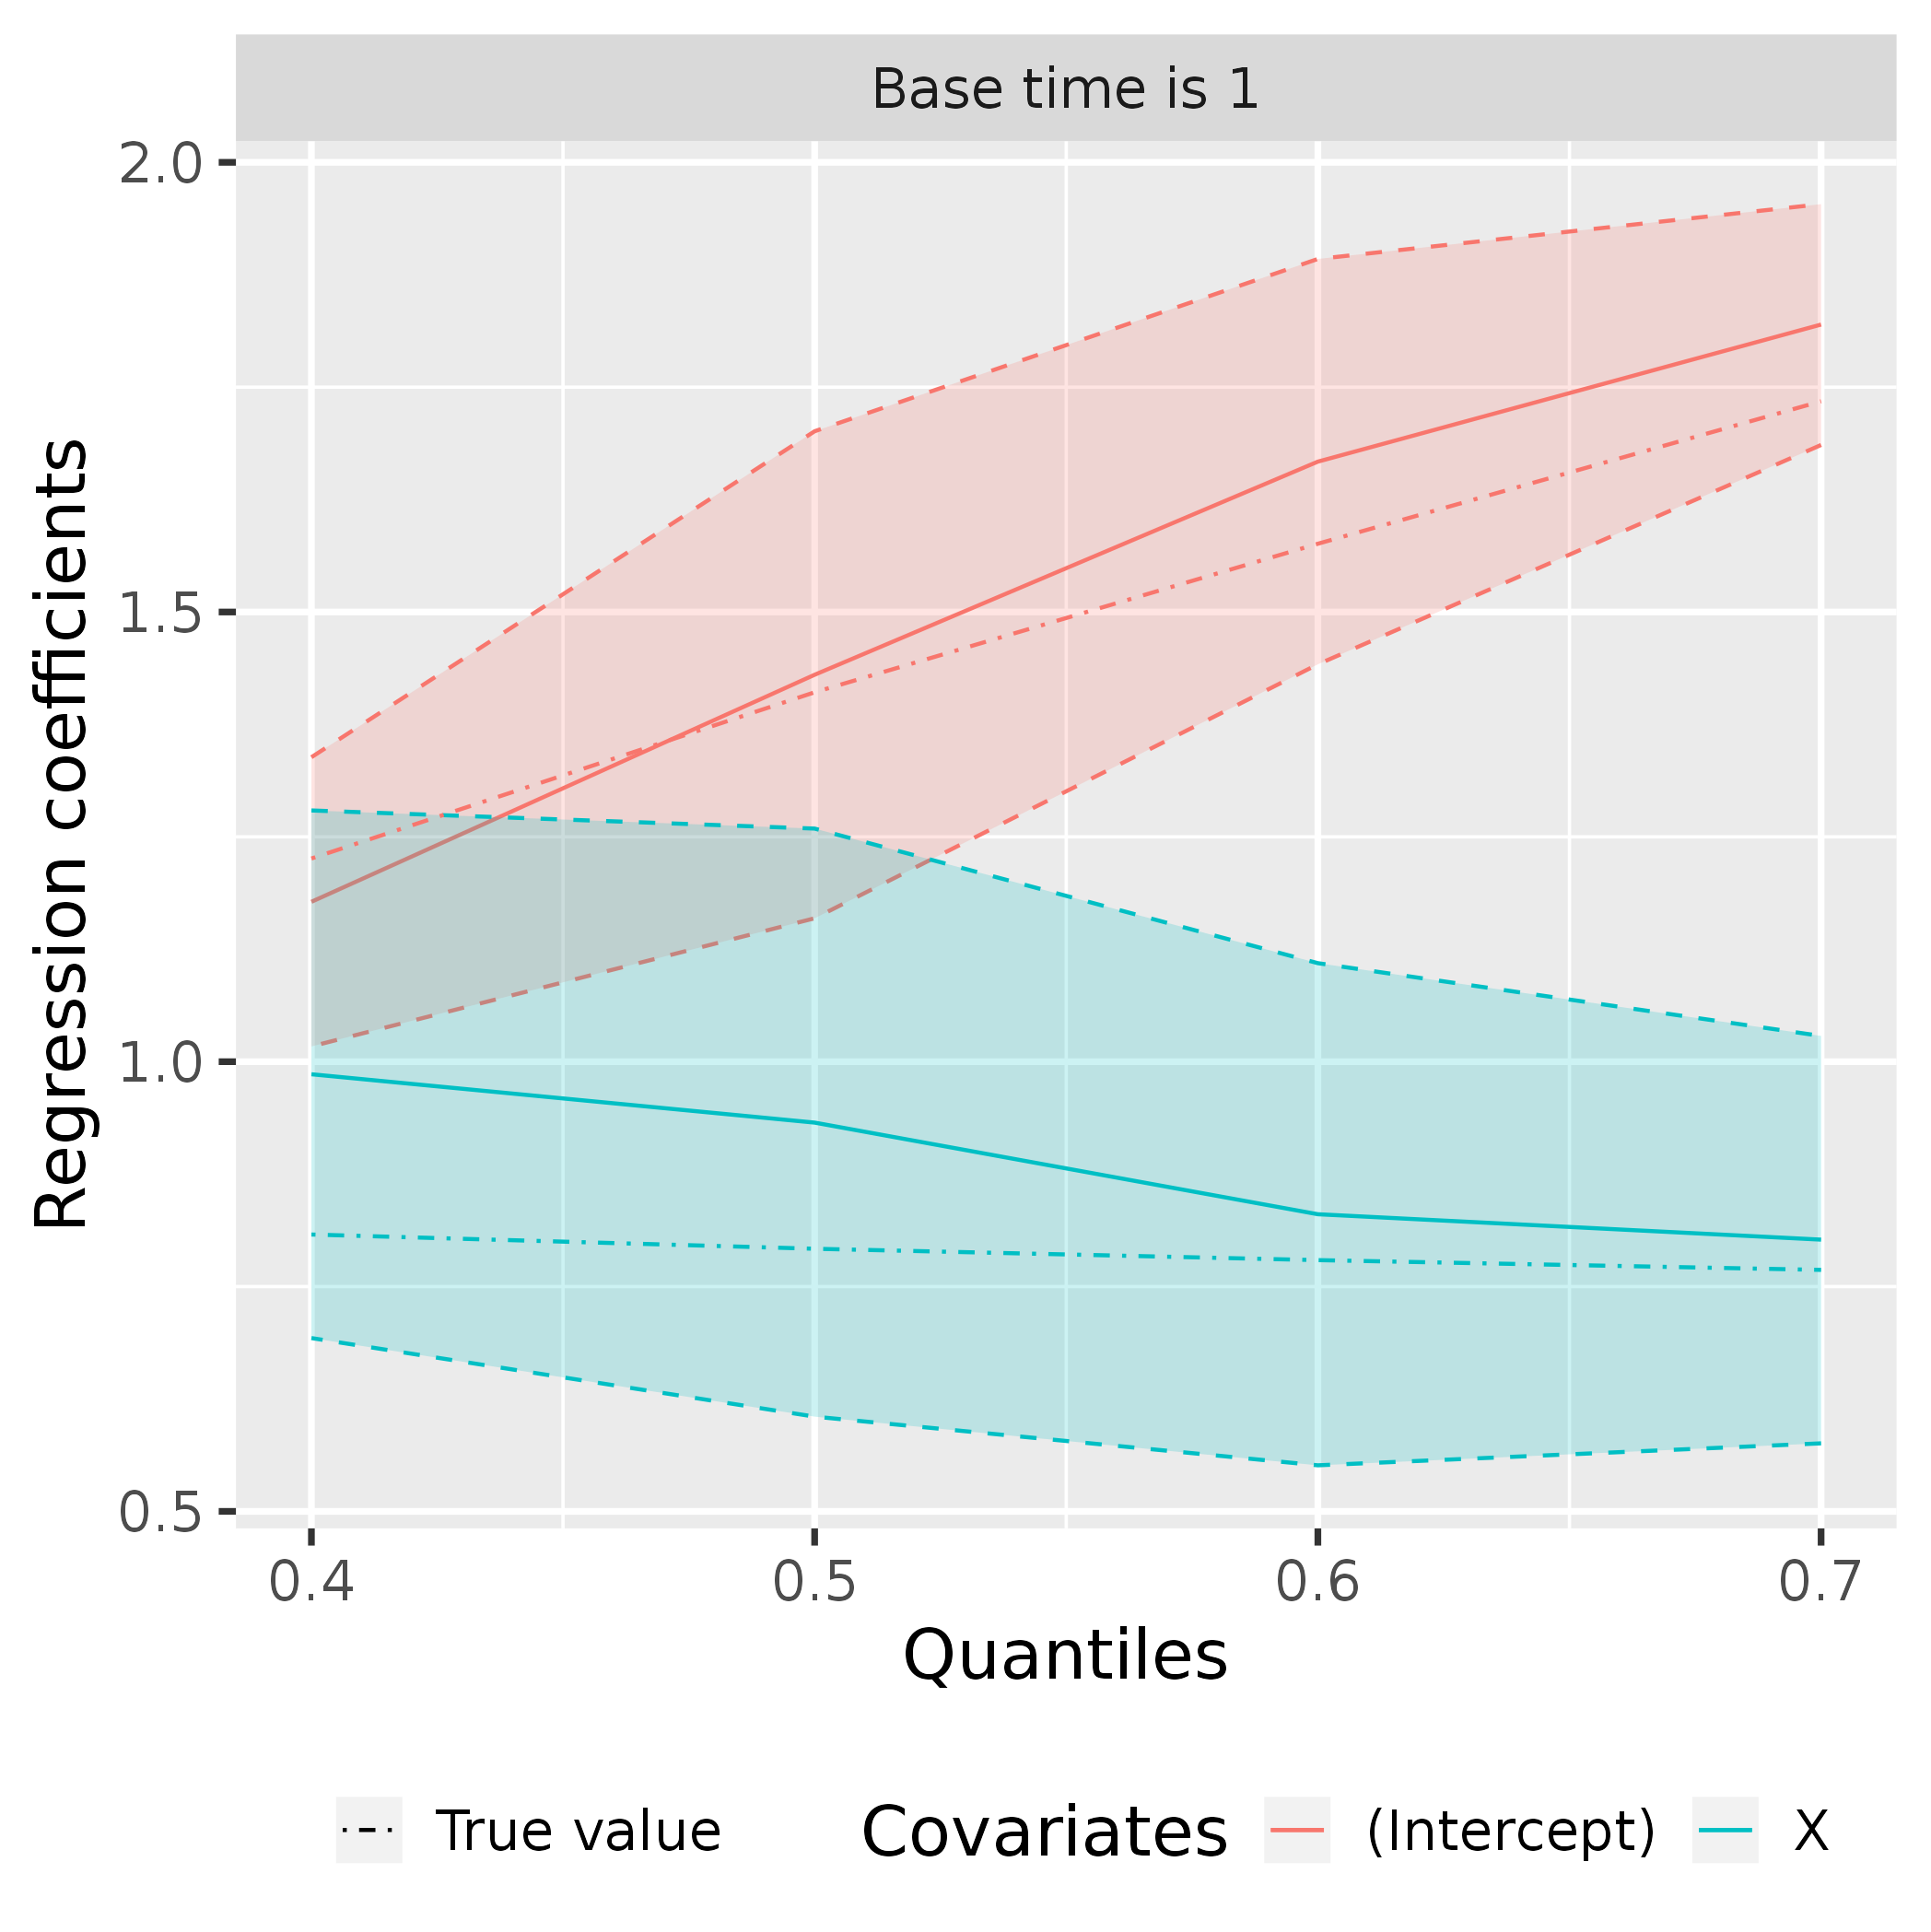 Base time is 1
2.0
1.5
1.0
0.5
Regression coefficients
0.4 0.5 0.6 0.7
Quantiles
True value Covariates (Intercept) X